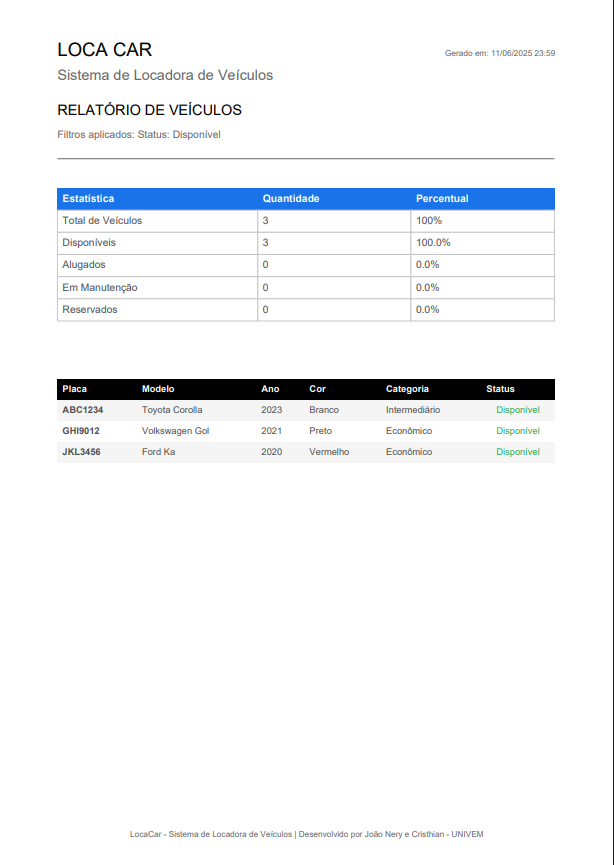 LOCA CAR
Gerado em: 11/06/2025 23:59
Sistema de Locadora de Veículos
RELATÓRIO DE VEÍCULOS
Filtros aplicados: Status: Disponível
Estatística Quantidade Percentual
Total de Veículos 3 100%
Disponíveis 3 100.0%
Alugados 0 0.0%
Em Manutenção 0 0.0%
Reservados 0 0.0%
Placa Modelo Ano Cor Categoria Status
ABC1234 Toyota Corolla 2023 Branco Intermediário Disponível
GHI9012 Volkswagen Gol 2021 Preto Econômico Disponível
JKL3456 Ford Ka 2020 Vermelho Econômico Disponível
LocaCar - Sistema de Locadora de Veículos | Desenvolvido por João Nery e Cristhian - UNIVEM